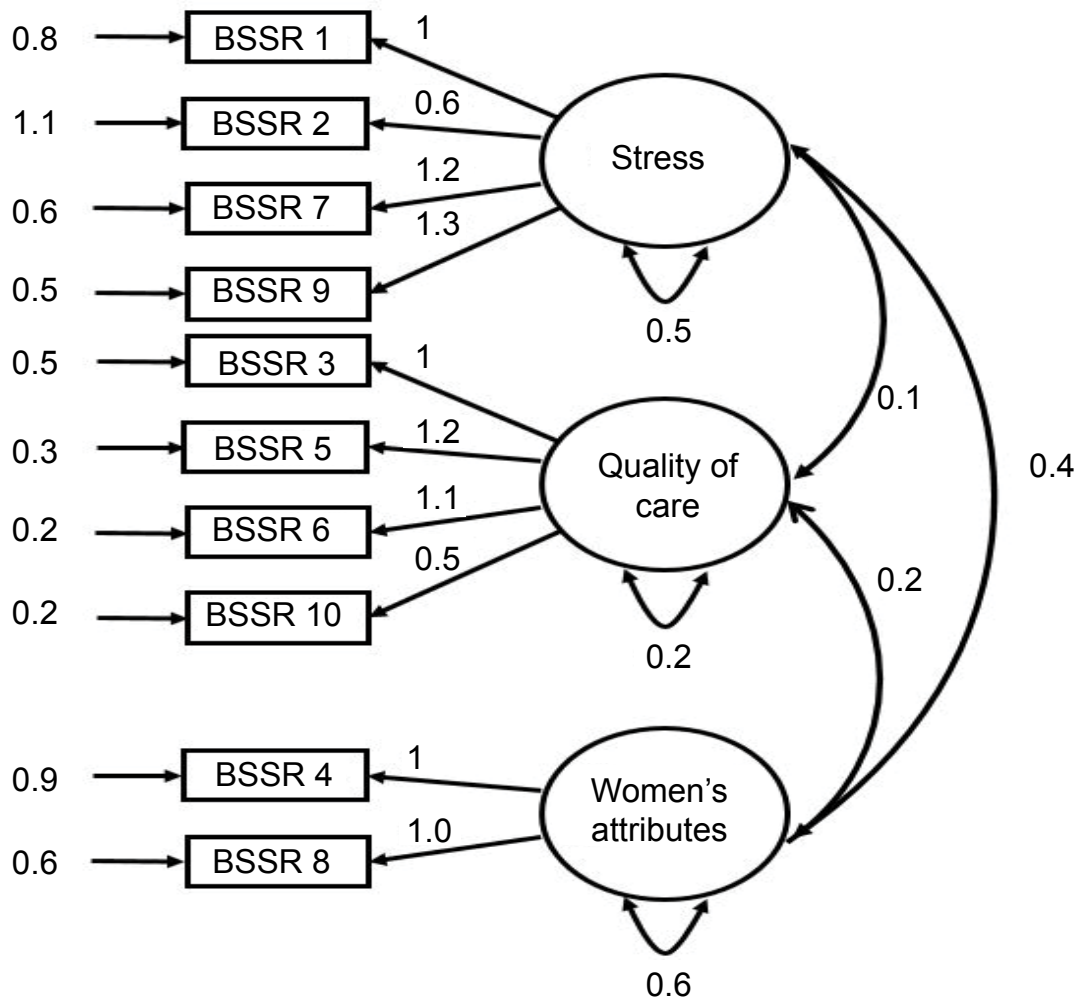 0.8
BSSR 1
1
1.1
BSSR 2
0.6
0.6
BSSR 7
1.2
0.5
BSSR 9
1.3
Stress
0.5
0.5
BSSR 3
1
0.3
BSSR 5
1.2
0.2
BSSR 6
1.1
0.2
BSSR 10
0.5
Quality of
care
0.2
0.1
0.4
0.2
0.9
BSSR 4
1
0.6
BSSR 8
1.0
Women’s
attributes
0.6